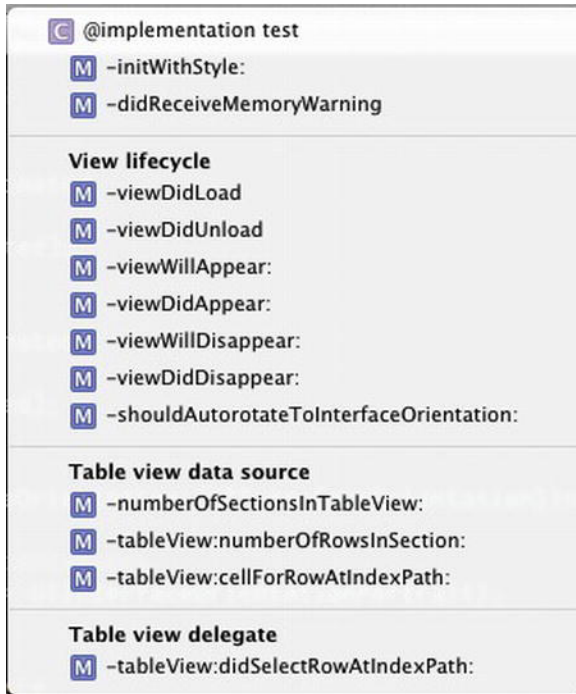 C @implementation test
M -initWithStyle:
M -didReceiveMemoryWarning
View lifecycle
M -viewDidLoad
M -viewDidUnload
M -viewWillAppear:
M -viewDidAppear:
M -viewWillDisappear:
M -viewDidDisappear:
M -shouldAutorotateToInterfaceOrientation:
Table view data source
M -numberOfSectionsInTableView:
M -tableView:numberOfRowsInSection:
M -tableView:cellForRowAtIndexPath:
Table view delegate
M -tableView:didSelectRowAtIndexPath: